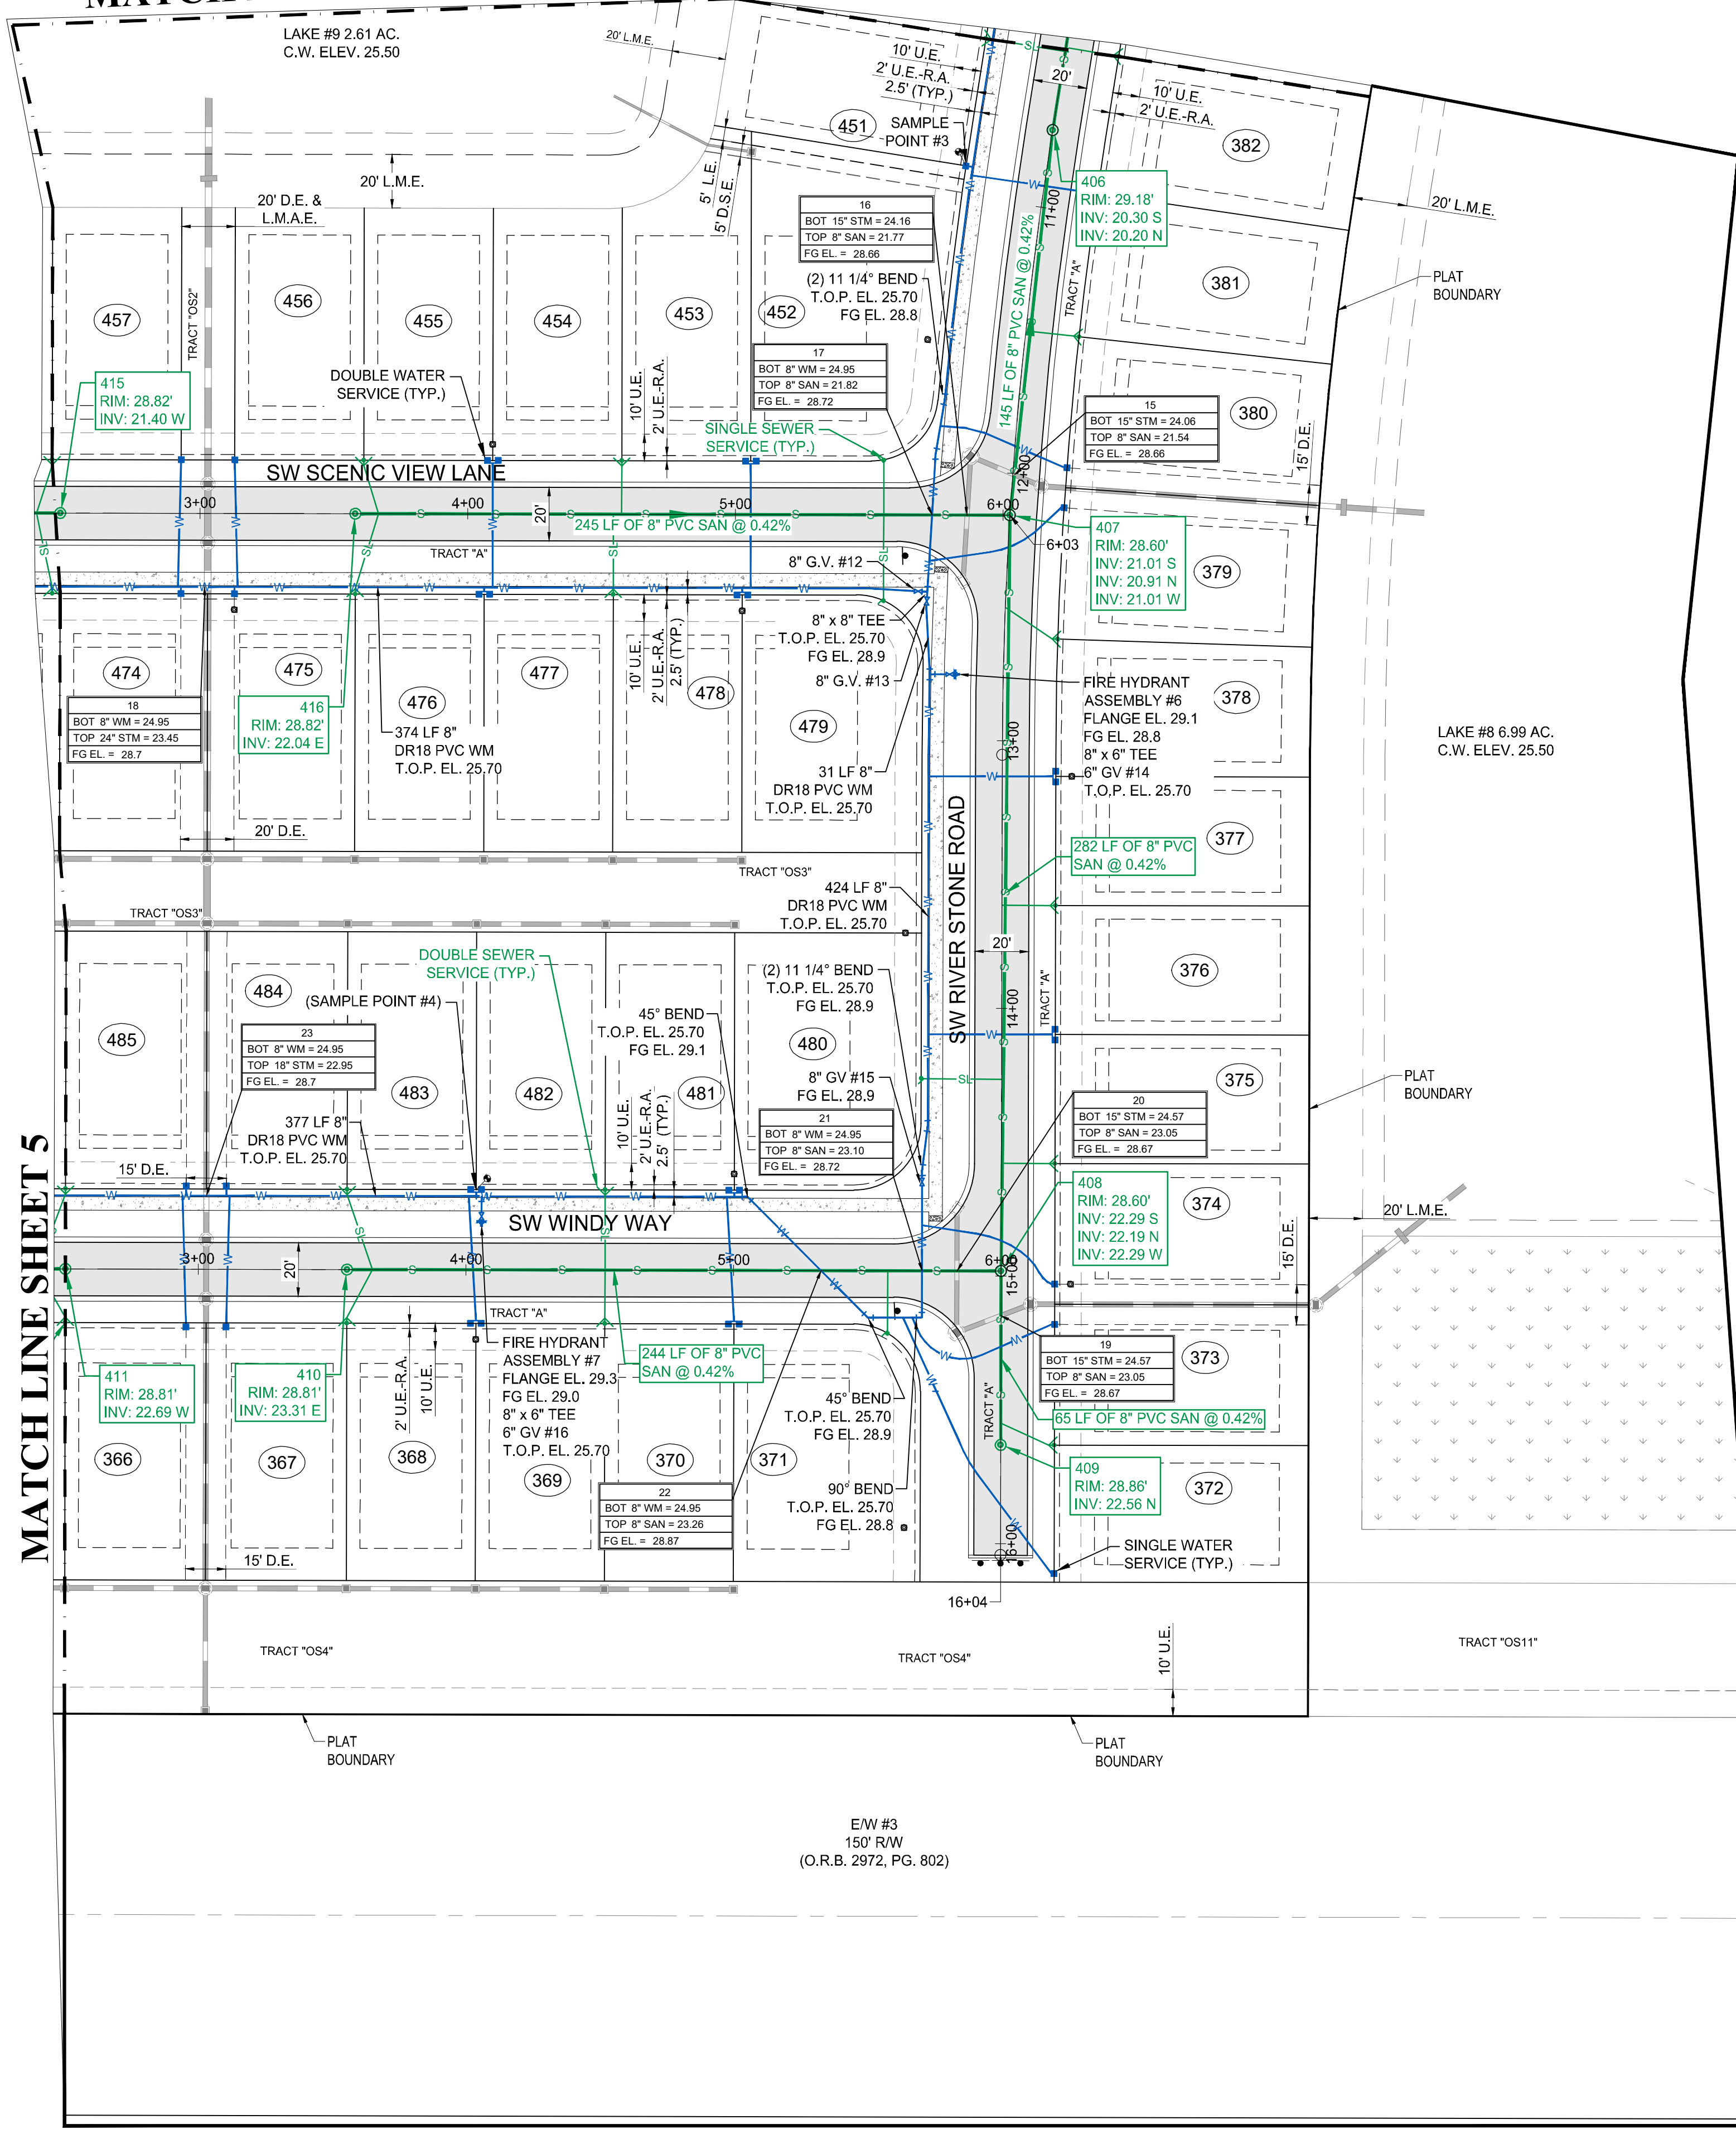 LAKE #9 2.61 AC.
C.W. ELEV. 25.50
20' L.M.E.
10' U.E.
2' U.E.-R.A.
2.5' (TYP.)
20'
10' U.E.
2' U.E.-R.A.
451
SAMPLE
POINT #3
382
406
RIM: 29.18'
INV: 20.30 S
INV: 20.20 N
11+00
20' L.M.E.
5' L.E.
5' D.S.E.
20' L.M.E.
20' D.E. &
L.M.A.E.
16
BOT 15" STM = 24.16
TOP 8" SAN = 21.77
FG EL. = 28.66
(2) 11 1/4° BEND
T.O.P. EL. 25.70
FG EL. 28.8
145 LF OF 8" PVC SAN @ 0.42%
TRACT "A"
381
PLAT
BOUNDARY
457
TRACT "OS2"
456
455
454
453
452
17
BOT 8" WM = 24.95
TOP 8" SAN = 21.82
FG EL. = 28.72
415
RIM: 28.82'
INV: 21.40 W
DOUBLE WATER
SERVICE (TYP.)
10' U.E.
2' U.E.-R.A.
SINGLE SEWER
SERVICE (TYP.)
15
BOT 15" STM = 24.06
TOP 8" SAN = 21.54
FG EL. = 28.66
380
15' D.E.
SW SCENIC VIEW LANE
3+00
4+00
5+00
6+00
12+00
20'
245 LF OF 8" PVC SAN @ 0.42%
6+03
407
RIM: 28.60'
INV: 21.01 S
INV: 20.91 N
INV: 21.01 W
379
TRACT "A"
8" G.V. #12
8" x 8" TEE
T.O.P. EL. 25.70
FG EL. 28.9
8" G.V. #13
10' U.E.
2' U.E.-R.A.
2.5' (TYP.)
474
475
476
477
478
479
18
BOT 8" WM = 24.95
TOP 24" STM = 23.45
FG EL. = 28.7
416
RIM: 28.82'
INV: 22.04 E
374 LF 8"
DR18 PVC WM
T.O.P. EL. 25.70
FIRE HYDRANT
ASSEMBLY #6
FLANGE EL. 29.1
FG EL. 28.8
8" x 6" TEE
6" GV #14
T.O.P. EL. 25.70
378
LAKE #8 6.99 AC.
C.W. ELEV. 25.50
13+00
31 LF 8"
DR18 PVC WM
T.O.P. EL. 25.70
20' D.E.
SW RIVER STONE ROAD
377
282 LF OF 8" PVC
SAN @ 0.42%
TRACT "OS3"
TRACT "OS3"
424 LF 8"
DR18 PVC WM
T.O.P. EL. 25.70
20'
376
DOUBLE SEWER
SERVICE (TYP.)
(2) 11 1/4° BEND
T.O.P. EL. 25.70
FG EL. 28.9
TRACT "A"
14+00
485
484
(SAMPLE POINT #4)
45° BEND
T.O.P. EL. 25.70
FG EL. 29.1
480
23
BOT 8" WM = 24.95
TOP 18" STM = 22.95
FG EL. = 28.7
483
482
481
8" GV #15
FG EL. 28.9
375
PLAT
BOUNDARY
21
BOT 8" WM = 24.95
TOP 8" SAN = 23.10
FG EL. = 28.72
20
BOT 15" STM = 24.57
TOP 8" SAN = 23.05
FG EL. = 28.67
377 LF 8"
DR18 PVC WM
T.O.P. EL. 25.70
10' U.E.
2' U.E.-R.A.
2.5' (TYP.)
15' D.E.
MATCH LINE SHEET 5
408
RIM: 28.60'
INV: 22.29 S
INV: 22.19 N
INV: 22.29 W
374
20' L.M.E.
15' D.E.
SW WINDY WAY
3+00
4+00
5+00
6+00
15+00
20'
TRACT "A"
FIRE HYDRANT
ASSEMBLY #7
FLANGE EL. 29.3
FG EL. 29.0
8" x 6" TEE
6" GV #16
T.O.P. EL. 25.70
244 LF OF 8" PVC
SAN @ 0.42%
19
BOT 15" STM = 24.57
TOP 8" SAN = 23.05
FG EL. = 28.67
373
411
RIM: 28.81'
INV: 22.69 W
410
RIM: 28.81'
INV: 23.31 E
2' U.E.-R.A.
10' U.E.
45° BEND
T.O.P. EL. 25.70
FG EL. 28.9
TRACT "A"
65 LF OF 8" PVC SAN @ 0.42%
366
367
368
369
370
371
22
BOT 8" WM = 24.95
TOP 8" SAN = 23.26
FG EL. = 28.87
90° BEND
T.O.P. EL. 25.70
FG EL. 28.8
409
RIM: 28.86'
INV: 22.56 N
372
16+00
SINGLE WATER
SERVICE (TYP.)
15' D.E.
16+04
TRACT "OS4"
TRACT "OS4"
10' U.E.
TRACT "OS11"
PLAT
BOUNDARY
PLAT
BOUNDARY
E/W #3
150' R/W
(O.R.B. 2972, PG. 802)